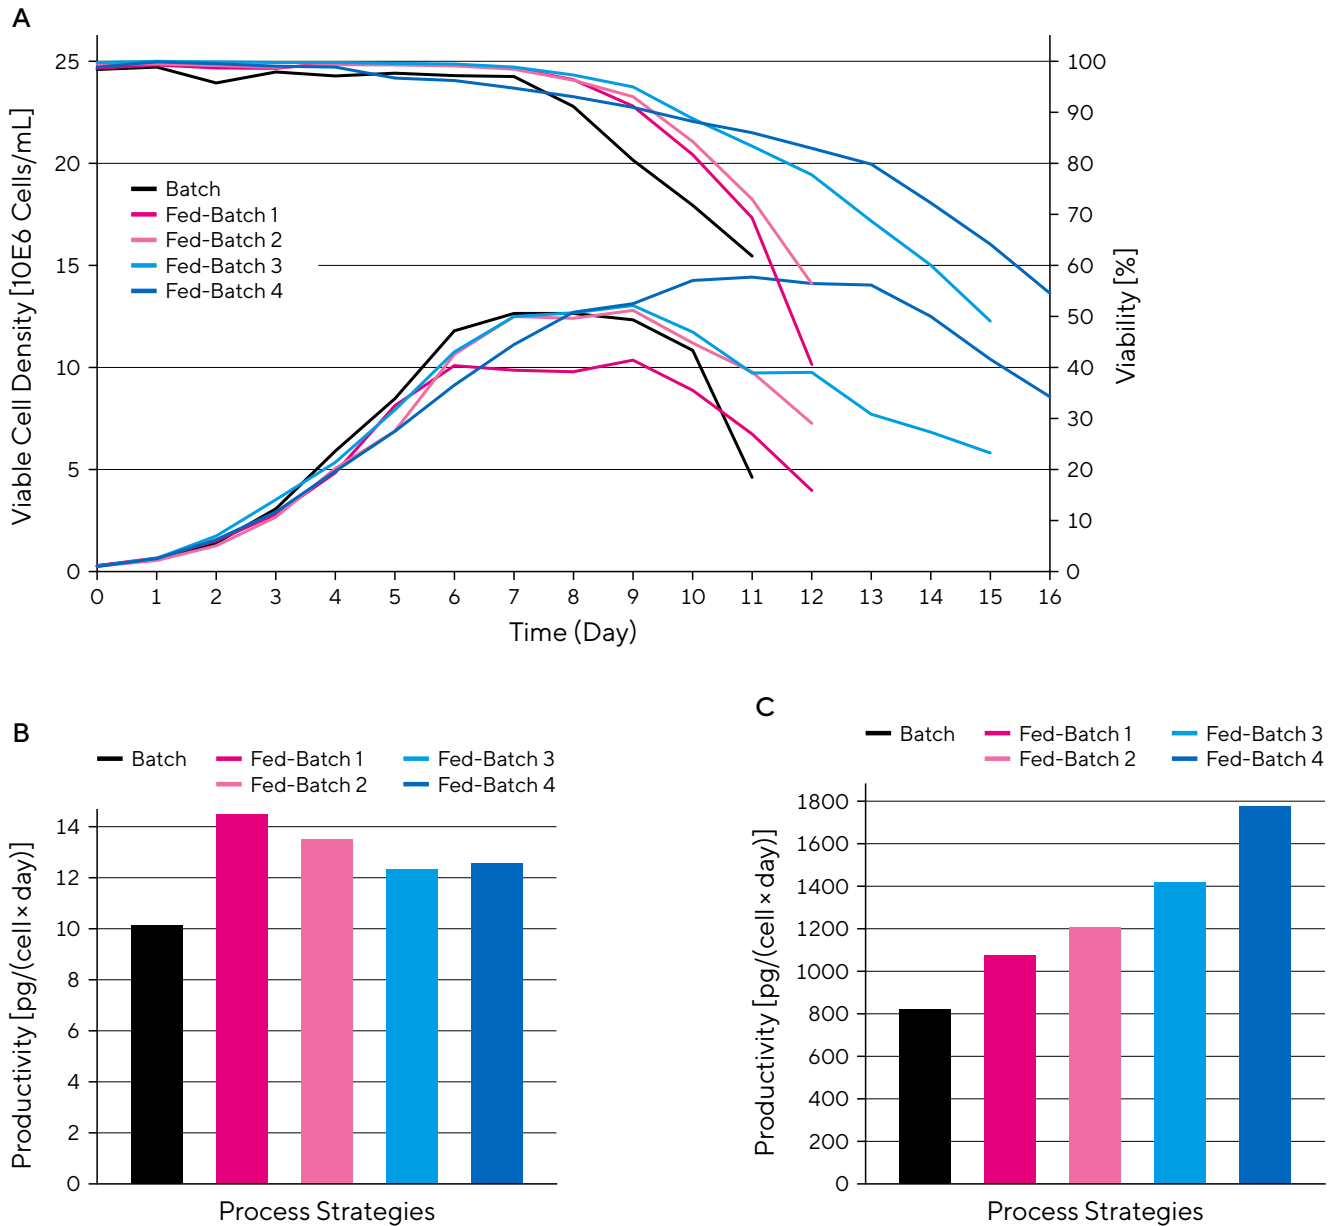 A
Viable Cell Density [10E6 Cells/mL]
25
20
15
10
5
0
Batch
Fed-Batch 1
Fed-Batch 2
Fed-Batch 3
Fed-Batch 4
100
90
80
70
60
50
40
30
20
10
0
Viability [%]
0 1 2 3 4 5 6 7 8 9 10 11 12 13 14 15 16
Time (Day)
B
Batch Fed-Batch 1 Fed-Batch 3
Fed-Batch 2 Fed-Batch 4
Productivity [pg/(cell × day)]
14
12
10
8
6
4
2
0
Process Strategies
C
Batch Fed-Batch 1 Fed-Batch 3
Fed-Batch 2 Fed-Batch 4
Productivity [pg/(cell × day)]
1800
1600
1400
1200
1000
800
600
400
200
0
Process Strategies